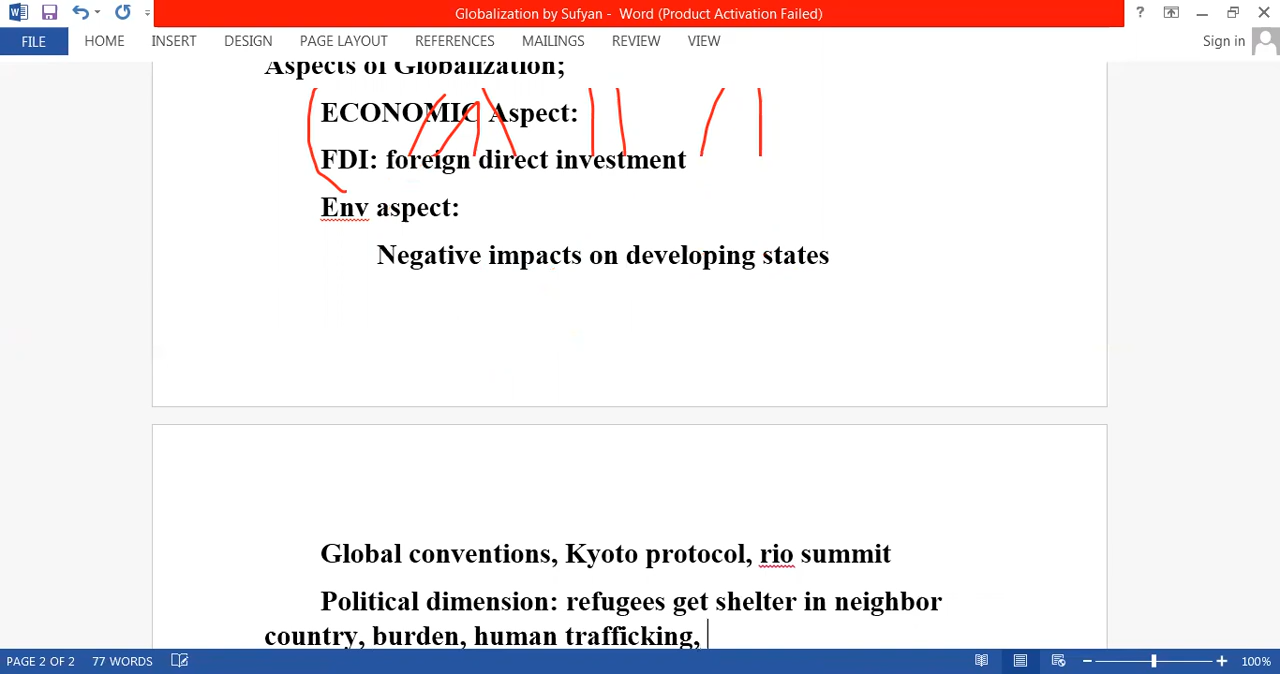 Globalization by Sufyan - Word (Product Activation Failed)
?
FILE HOME INSERT DESIGN PAGE LAYOUT REFERENCES MAILINGS REVIEW VIEW Sign in
Aspects of Globalization;
ECONOMIC Aspect:
FDI: foreign direct investment
Env aspect:
Negative impacts on developing states
Global conventions, Kyoto protocol, rio summit
Political dimension: refugees get shelter in neighbor
country, burden, human trafficking,
PAGE 2 OF 2 77 WORDS 100%